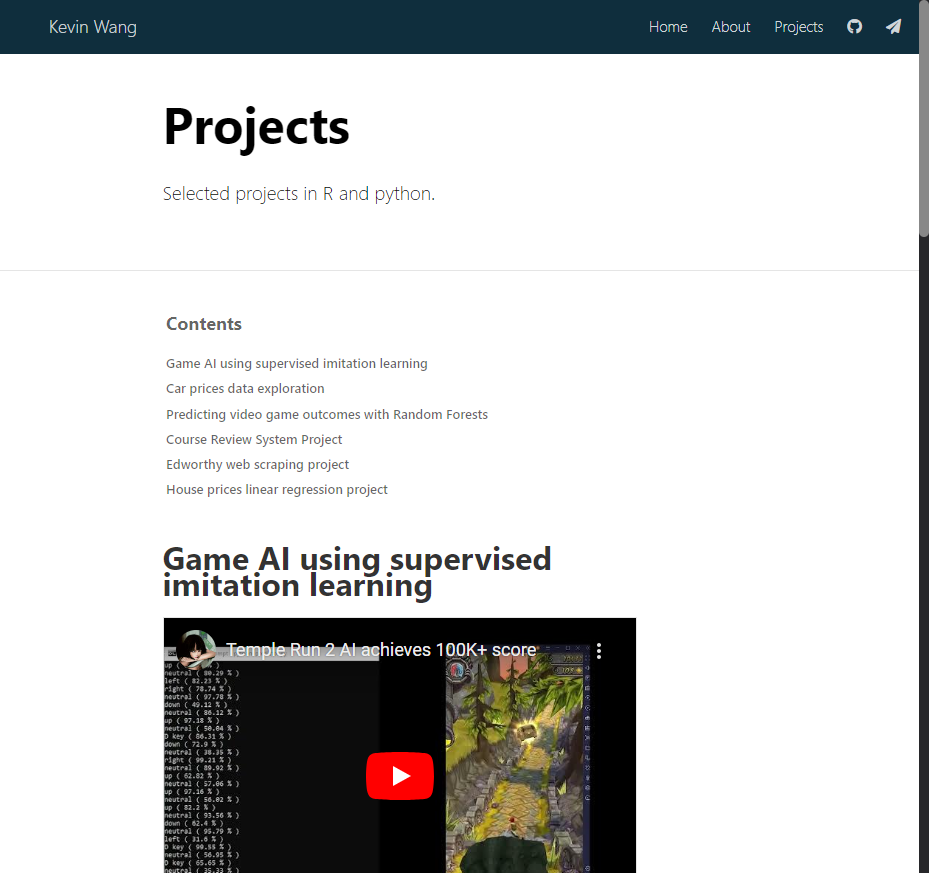 Kevin Wang
Home About Projects
Projects
Selected projects in R and python.
Contents
Game AI using supervised imitation learning
Car prices data exploration
Predicting video game outcomes with Random Forests
Course Review System Project
Edworthy web scraping project
House prices linear regression project
Game AI using supervised
imitation learning
Temple Run 2 AI achieves 100K+ score
neutral ( 80.29 % )
left ( 82.23 % )
right ( 78.74 % )
neutral ( 97.78 % )
down ( 49.12 % )
neutral ( 86.12 % )
up ( 97.18 % )
neutral ( 50.04 % )
D key ( 86.31 % )
down ( 72.9 % )
neutral ( 38.35 % )
right ( 99.21 % )
neutral ( 89.92 % )
up ( 62.82 % )
neutral ( 57.06 % )
up ( 97.16 % )
neutral ( 56.02 % )
up ( 82.2 % )
neutral ( 93.56 % )
down ( 62.4 % )
neutral ( 95.79 % )
left ( 31.6 % )
D key ( 90.55 % )
neutral ( 56.95 % )
D key ( 65.65 % )
neutral ( 35.33 % )